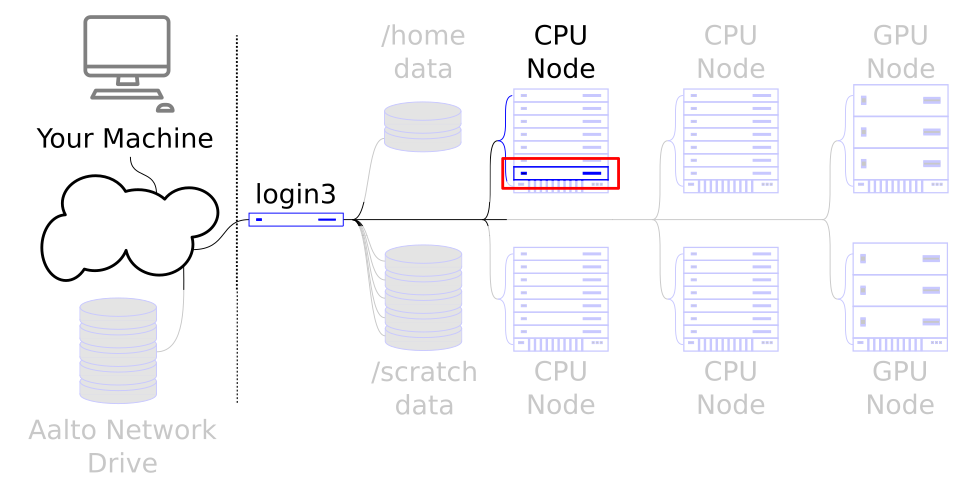 /home
data
CPU
Node
CPU
Node
GPU
Node
Your Machine
login3
/scratch
data
CPU
Node
CPU
Node
GPU
Node
Aalto Network
Drive